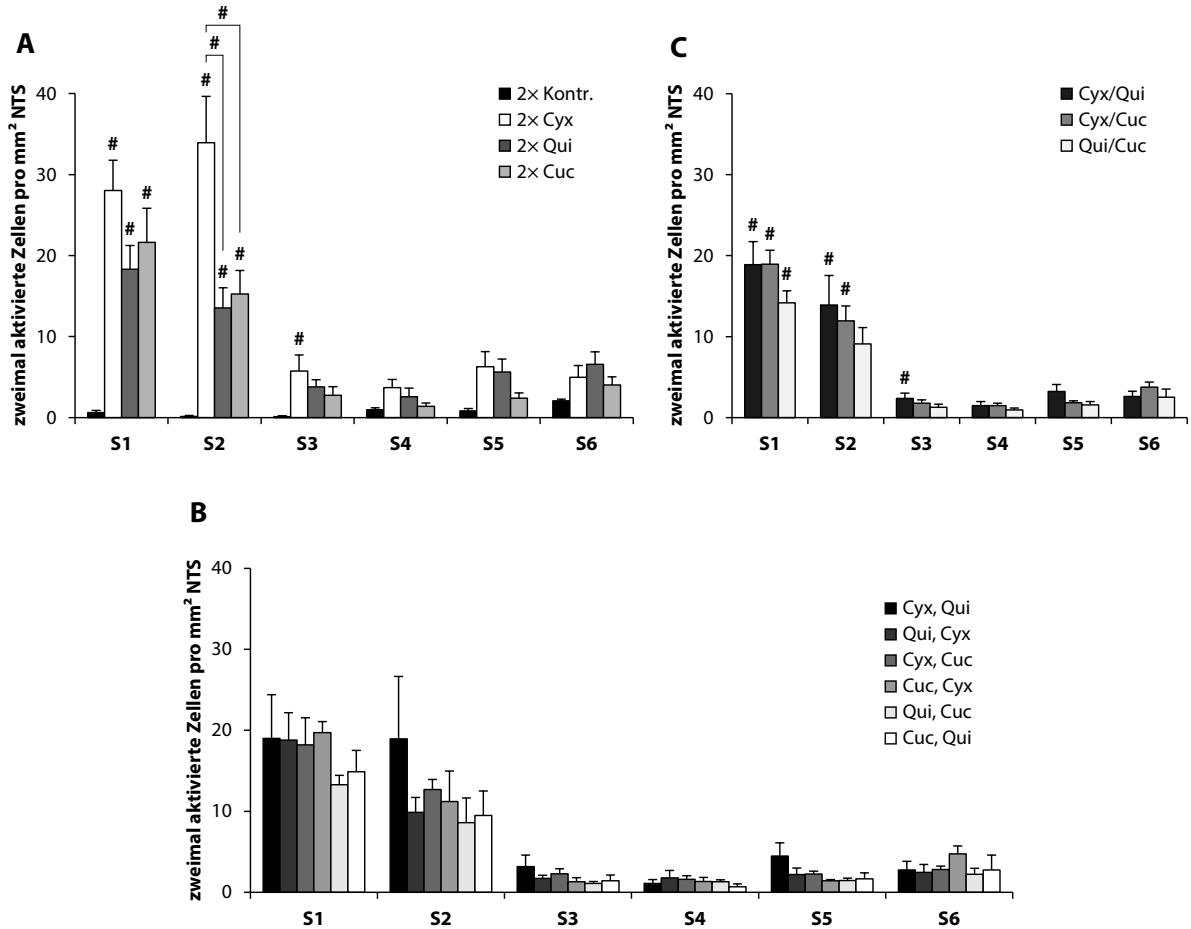 A
zweimal aktivierte Zellen pro mm² NTS
40
30
20
10
0
# # #
# # #
# #
#
S1 S2 S3 S4 S5 S6
2× Kontr.
2× Cyx
2× Qui
2× Cuc
C
zweimal aktivierte Zellen pro mm² NTS
40
30
20
10
0
# # #
# #
#
S1 S2 S3 S4 S5 S6
Cyx/Qui
Cyx/Cuc
Qui/Cuc
B
zweimal aktivierte Zellen pro mm² NTS
40
30
20
10
0
S1 S2 S3 S4 S5 S6
Cyx, Qui
Qui, Cyx
Cyx, Cuc
Cuc, Cyx
Qui, Cuc
Cuc, Qui